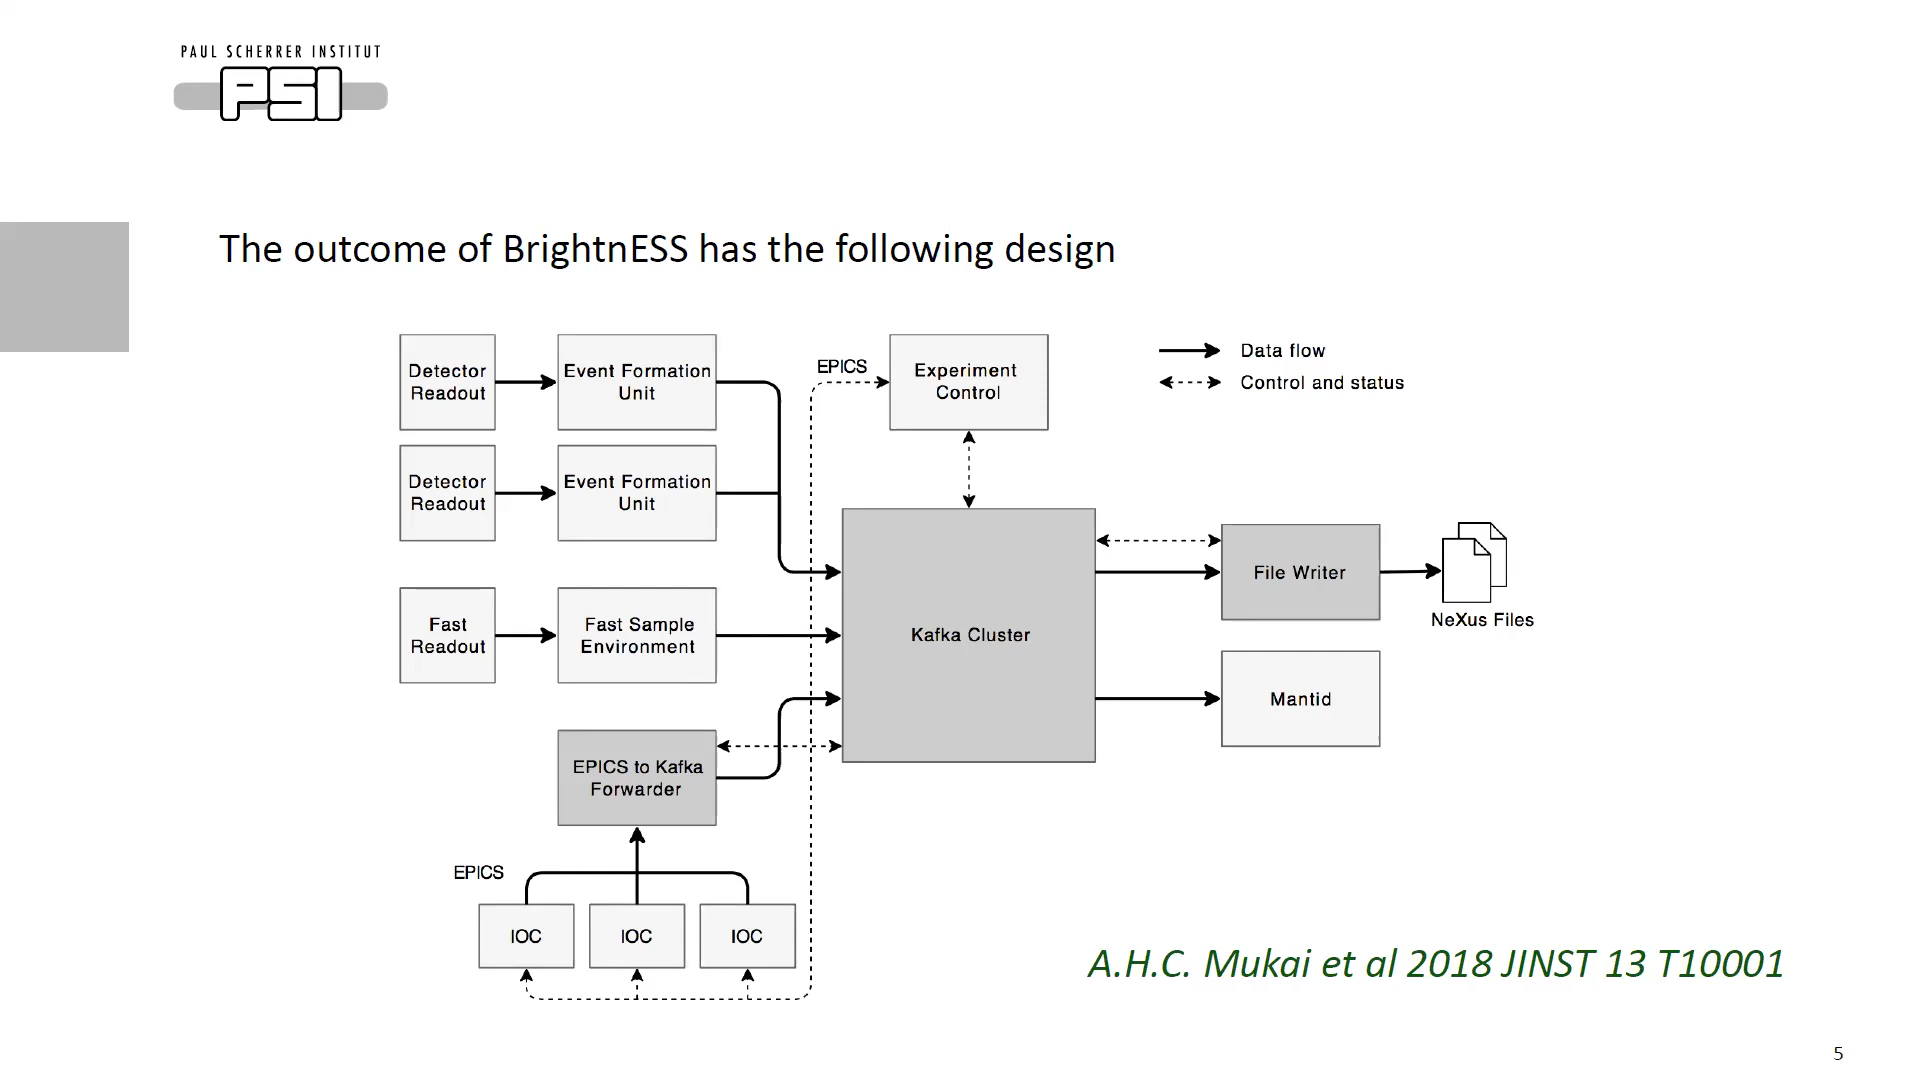 PAUL SCHERRER INSTITUT
PSI
The outcome of BrightnESS has the following design
Detector
Readout
Event Formation
Unit
EPICS
Experiment
Control
Data flow
Control and status
Detector
Readout
Event Formation
Unit
Fast
Readout
Fast Sample
Environment
Kafka Cluster
File Writer
NeXus Files
Mantid
EPICS to Kafka
Forwarder
EPICS
IOC
IOC
IOC
A.H.C. Mukai et al 2018 JINST 13 T10001
5